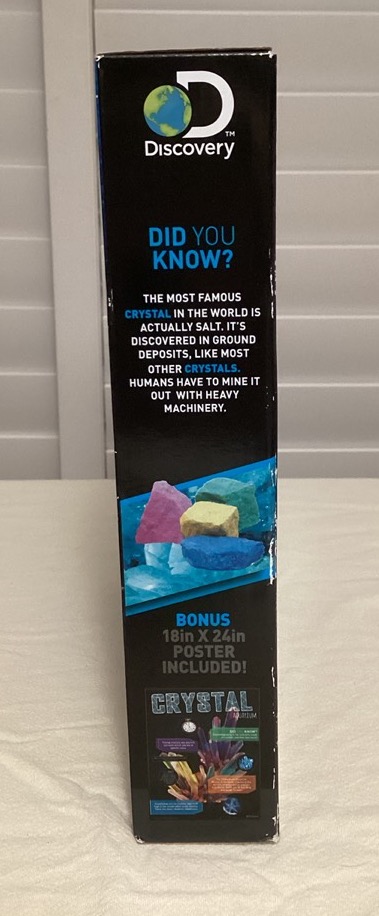 Discovery
TM
DID YOU
KNOW?
THE MOST FAMOUS
CRYSTAL IN THE WORLD IS
ACTUALLY SALT. IT'S
DISCOVERED IN GROUND
DEPOSITS, LIKE MOST
OTHER CRYSTALS.
HUMANS HAVE TO MINE IT
OUT WITH HEAVY
MACHINERY.
BONUS
18in X 24in
POSTER
INCLUDED!
CRYSTAL